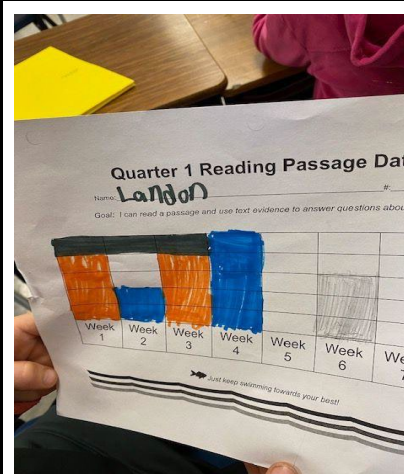 Quarter 1 Reading Passage Dat
Name: Landon #:
Goal: I can read a passage and use text evidence to answer questions abou
Week 1
Week 2
Week 3
Week 4
Week 5
Week 6
We
Just keep swimming towards your best!